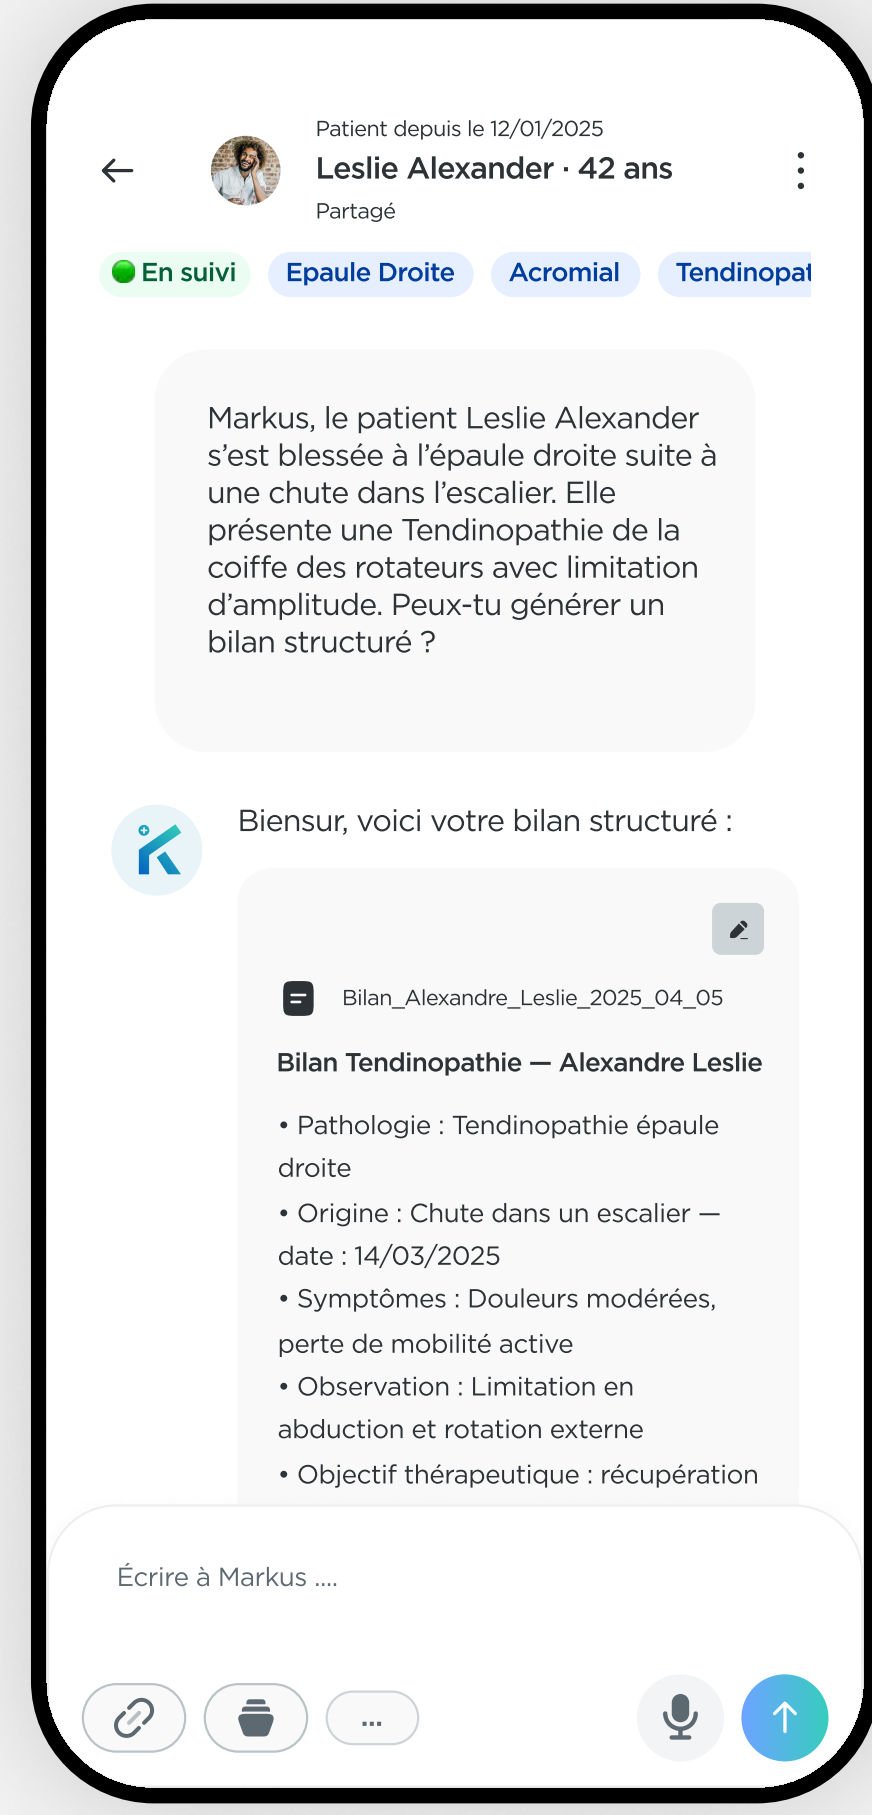 Patient depuis le 12/01/2025
Leslie Alexander · 42 ans
Partagé
En suivi
Epaule Droite
Acromial
Tendinopat
Markus, le patient Leslie Alexander
s’est blessée à l’épaule droite suite à
une chute dans l’escalier. Elle
présente une Tendinopathie de la
coiffe des rotateurs avec limitation
d’amplitude. Peux-tu générer un
bilan structuré ?
Biensur, voici votre bilan structuré :
Bilan_Alexandre_Leslie_2025_04_05
Bilan Tendinopathie — Alexandre Leslie
• Pathologie : Tendinopathie épaule
droite
• Origine : Chute dans un escalier —
date : 14/03/2025
• Symptômes : Douleurs modérées,
perte de mobilité active
• Observation : Limitation en
abduction et rotation externe
• Objectif thérapeutique : récupération
Écrire à Markus ....
...